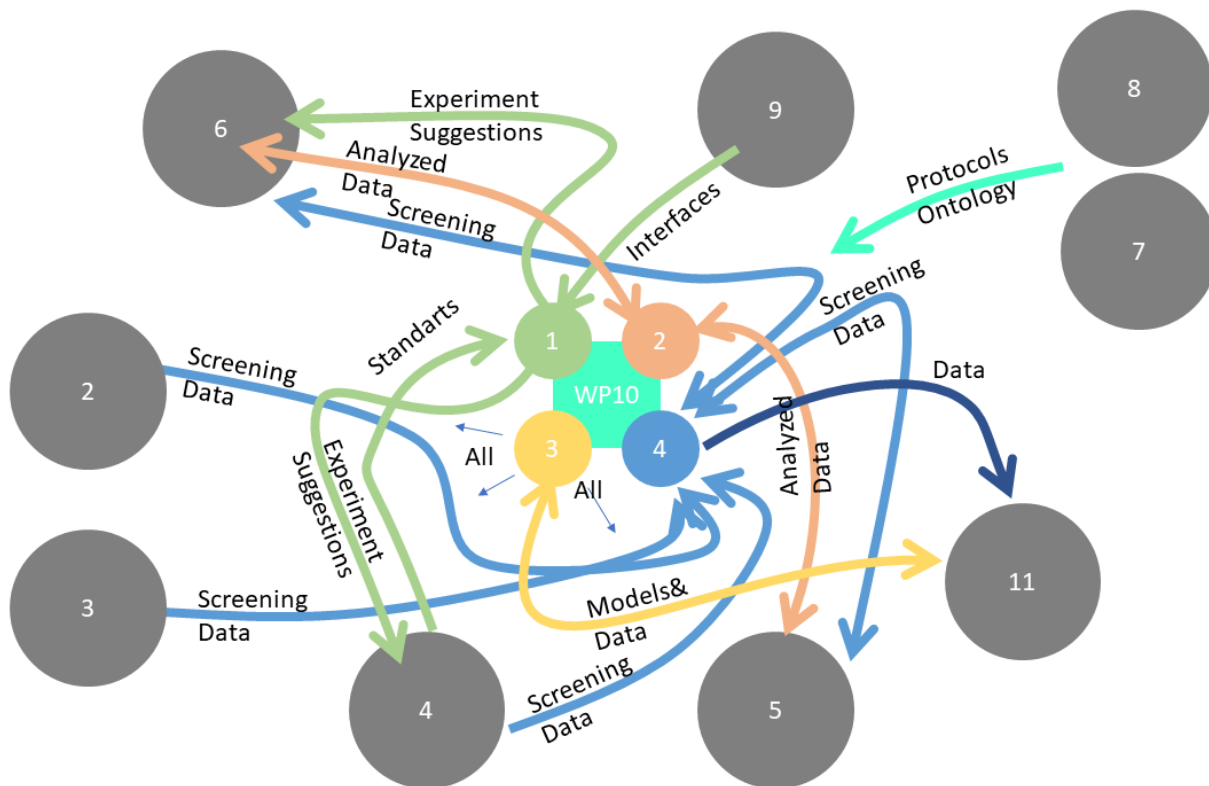 8
9
6
Experiment
Suggestions
Analyzed
Data
Protocols
Ontology
Interfaces
Screening
Data
7
Screening
Data
Standarts
1
2
2
Screening
Data
WP10
Data
3
4
All
All
Analyzed
Data
Experiment
Suggestions
3
Screening
Data
Models&
Data
11
4
Screening
Data
5